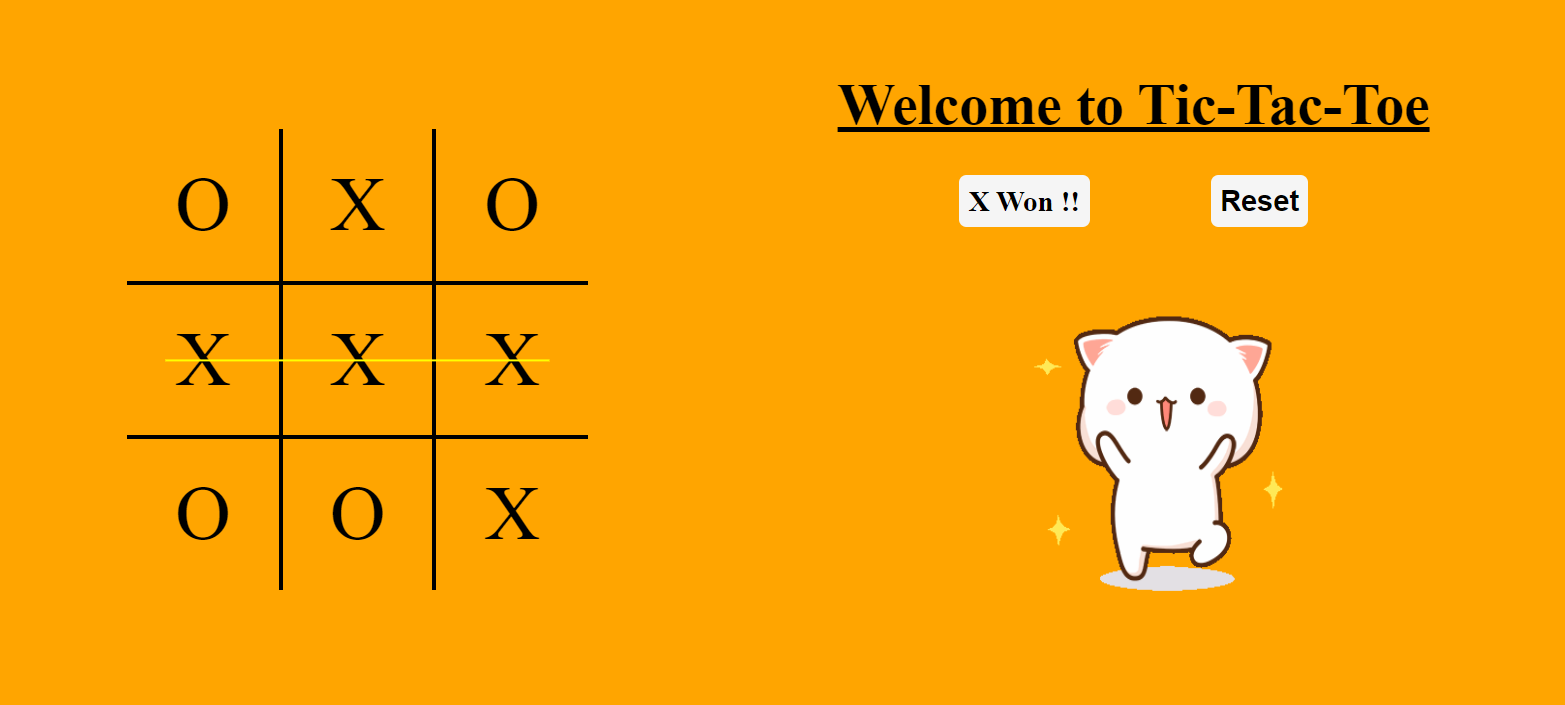 Welcome to Tic-Tac-Toe
X Won !! Reset
O X O
X X X
O O X